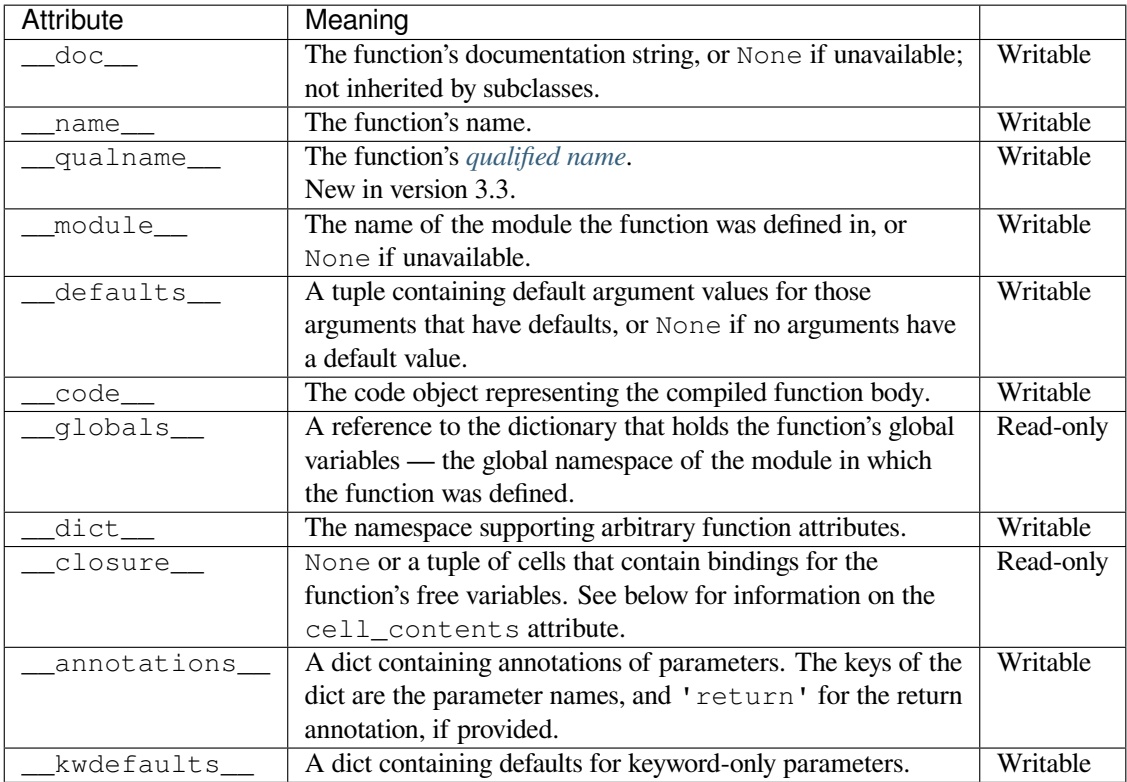 Attribute Meaning
__doc__ The function’s documentation string, or None if unavailable; Writable
not inherited by subclasses.
__name__ The function’s name. Writable
__qualname__ The function’s qualified name. Writable
New in version 3.3.
__module__ The name of the module the function was defined in, or Writable
None if unavailable.
__defaults__ A tuple containing default argument values for those Writable
arguments that have defaults, or None if no arguments have
a default value.
__code__ The code object representing the compiled function body. Writable
__globals__ A reference to the dictionary that holds the function’s global Read-only
variables — the global namespace of the module in which
the function was defined.
__dict__ The namespace supporting arbitrary function attributes. Writable
__closure__ None or a tuple of cells that contain bindings for the Read-only
function’s free variables. See below for information on the
cell_contents attribute.
__annotations__ A dict containing annotations of parameters. The keys of the Writable
dict are the parameter names, and 'return' for the return
annotation, if provided.
__kwdefaults__ A dict containing defaults for keyword-only parameters. Writable